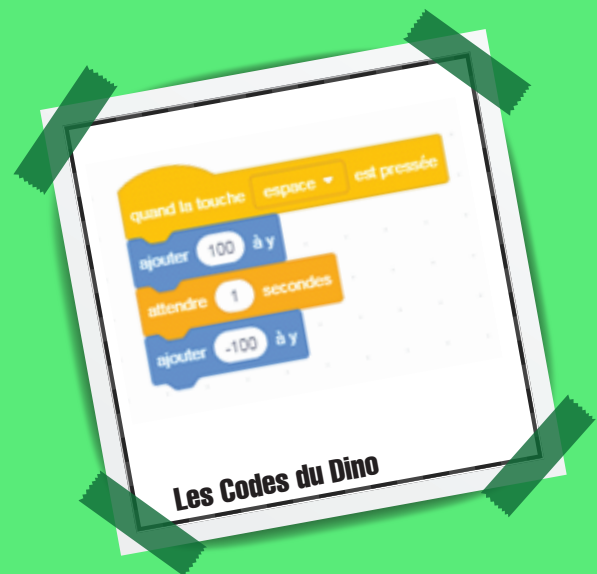 quand la touche espace est pressée
ajouter 100 à y
attendre 1 secondes
ajouter -100 à y
Les Codes du Dino